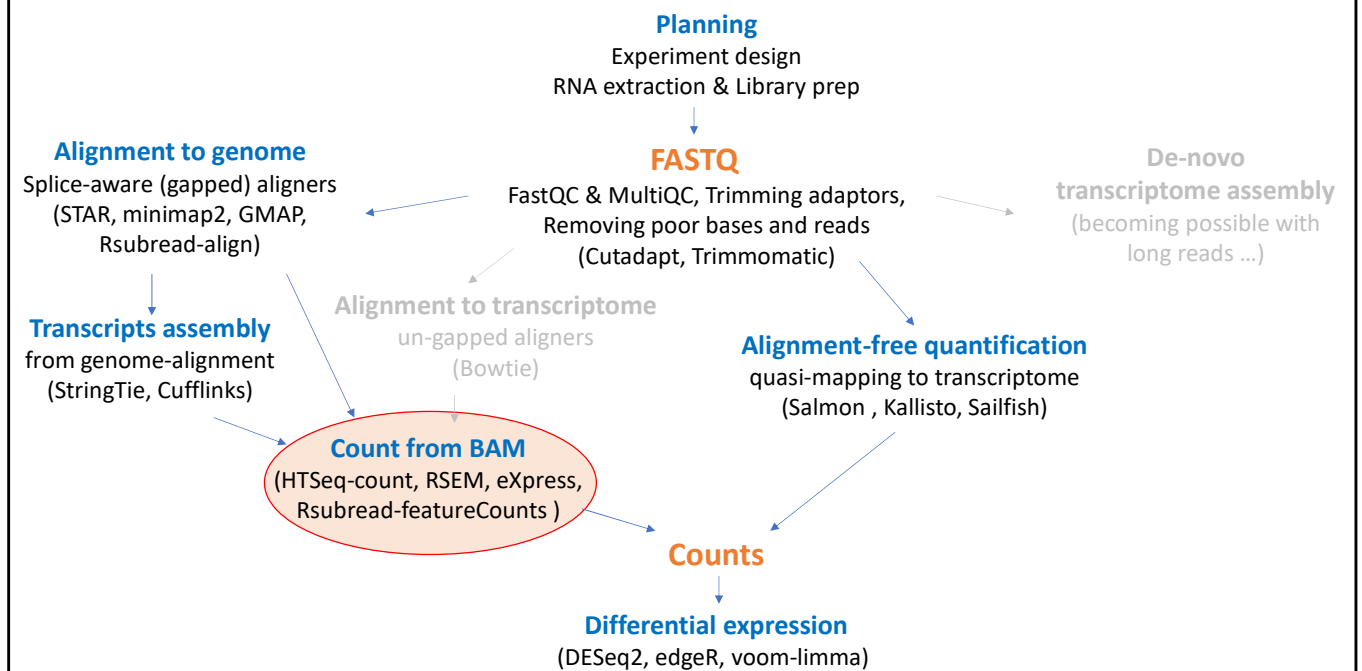 Planning
Experiment design
RNA extraction & Library prep
Alignment to genome
Splice-aware (gapped) aligners
(STAR, minimap2, GMAP,
Rsubread-align)
FASTQ
FastQC & MultiQC, Trimming adaptors,
Removing poor bases and reads
(Cutadapt, Trimmomatic)
De-novo
transcriptome assembly
(becoming possible with
long reads ...)
Transcripts assembly
from genome-alignment
(StringTie, Cufflinks)
Alignment to transcriptome
un-gapped aligners
(Bowtie)
Alignment-free quantification
quasi-mapping to transcriptome
(Salmon , Kallisto, Sailfish)
Count from BAM
(HTSeq-count, RSEM, eXpress,
Rsubread-featureCounts )
Counts
Differential expression
(DESeq2, edgeR, voom-limma)